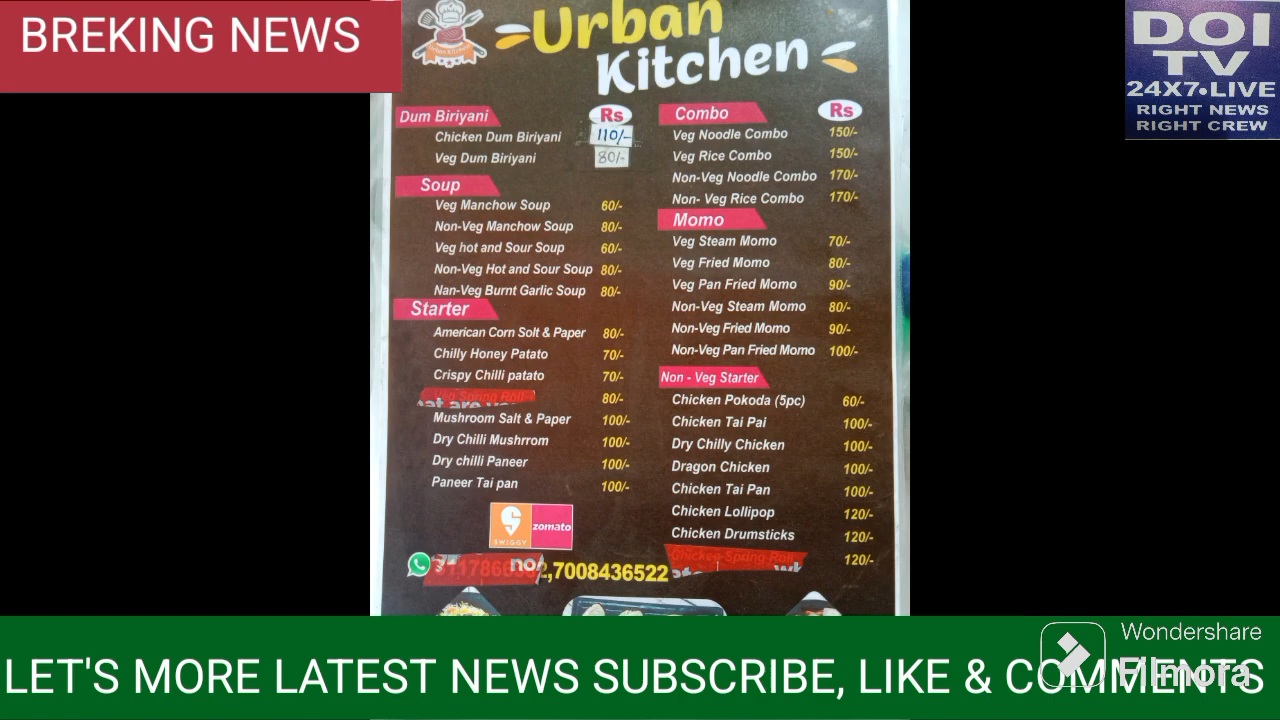 BREKING NEWS
DOI
TV
24X7•LIVE
RIGHT NEWS
RIGHT CREW
Urban
Kitchen
Dum Biriyani Rs
Chicken Dum Biriyani 110/-
Veg Dum Biriyani 80/-
Soup
Veg Manchow Soup 60/-
Non-Veg Manchow Soup 80/-
Veg hot and Sour Soup 60/-
Non-Veg Hot and Sour Soup 80/-
Nan-Veg Burnt Garlic Soup 80/-
Starter
American Corn Solt & Paper 80/-
Chilly Honey Patato 70/-
Crispy Chilli patato 70/-
Veg Spring Roll 80/-
Mushroom Salt & Paper 100/-
Dry Chilli Mushrrom 100/-
Dry chilli Paneer 100/-
Paneer Tai pan 100/-
SWIGGY zomato
no
,7008436522
Combo Rs
Veg Noodle Combo 150/-
Veg Rice Combo 150/-
Non-Veg Noodle Combo 170/-
Non- Veg Rice Combo 170/-
Momo
Veg Steam Momo 70/-
Veg Fried Momo 80/-
Veg Pan Fried Momo 90/-
Non-Veg Steam Momo 80/-
Non-Veg Fried Momo 90/-
Non-Veg Pan Fried Momo 100/-
Non - Veg Starter
Chicken Pokoda (5pc) 60/-
Chicken Tai Pai 100/-
Dry Chilly Chicken 100/-
Dragon Chicken 100/-
Chicken Tai Pan 100/-
Chicken Lollipop 120/-
Chicken Drumsticks 120/-
Chicken Spring Roll 120/-
LET'S MORE LATEST NEWS SUBSCRIBE, LIKE & COMMENTS
Wondershare
Filmora